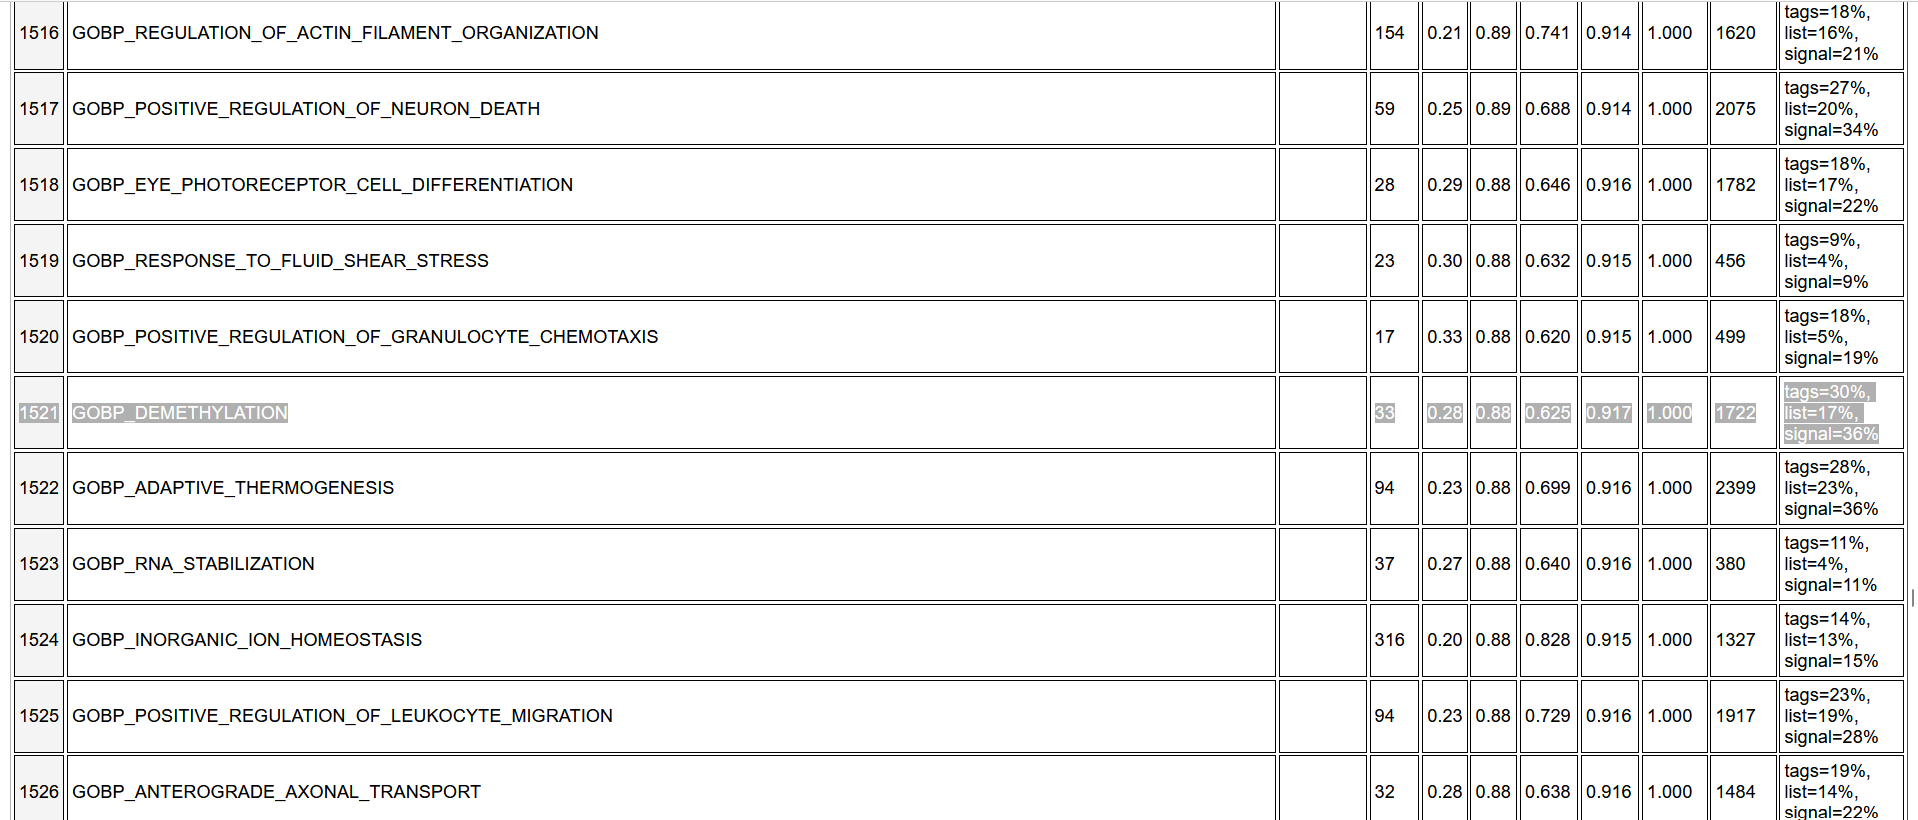 1516 GOBP_REGULATION_OF_ACTIN_FILAMENT_ORGANIZATION 154 0.21 0.89 0.741 0.914 1.000 1620 tags=18%,
list=16%,
signal=21%
1517 GOBP_POSITIVE_REGULATION_OF_NEURON_DEATH 59 0.25 0.89 0.688 0.914 1.000 2075 tags=27%,
list=20%,
signal=34%
1518 GOBP_EYE_PHOTORECEPTOR_CELL_DIFFERENTIATION 28 0.29 0.88 0.646 0.916 1.000 1782 tags=18%,
list=17%,
signal=22%
1519 GOBP_RESPONSE_TO_FLUID_SHEAR_STRESS 23 0.30 0.88 0.632 0.915 1.000 456 tags=9%,
list=4%,
signal=9%
1520 GOBP_POSITIVE_REGULATION_OF_GRANULOCYTE_CHEMOTAXIS 17 0.33 0.88 0.620 0.915 1.000 499 tags=18%,
list=5%,
signal=19%
1521 GOBP_DEMETHYLATION 33 0.28 0.88 0.625 0.917 1.000 1722 tags=30%,
list=17%,
signal=36%
1522 GOBP_ADAPTIVE_THERMOGENESIS 94 0.23 0.88 0.699 0.916 1.000 2399 tags=28%,
list=23%,
signal=36%
1523 GOBP_RNA_STABILIZATION 37 0.27 0.88 0.640 0.916 1.000 380 tags=11%,
list=4%,
signal=11%
1524 GOBP_INORGANIC_ION_HOMEOSTASIS 316 0.20 0.88 0.828 0.915 1.000 1327 tags=14%,
list=13%,
signal=15%
1525 GOBP_POSITIVE_REGULATION_OF_LEUKOCYTE_MIGRATION 94 0.23 0.88 0.729 0.916 1.000 1917 tags=23%,
list=19%,
signal=28%
1526 GOBP_ANTEROGRADE_AXONAL_TRANSPORT 32 0.28 0.88 0.638 0.916 1.000 1484 tags=19%,
list=14%,
signal=22%